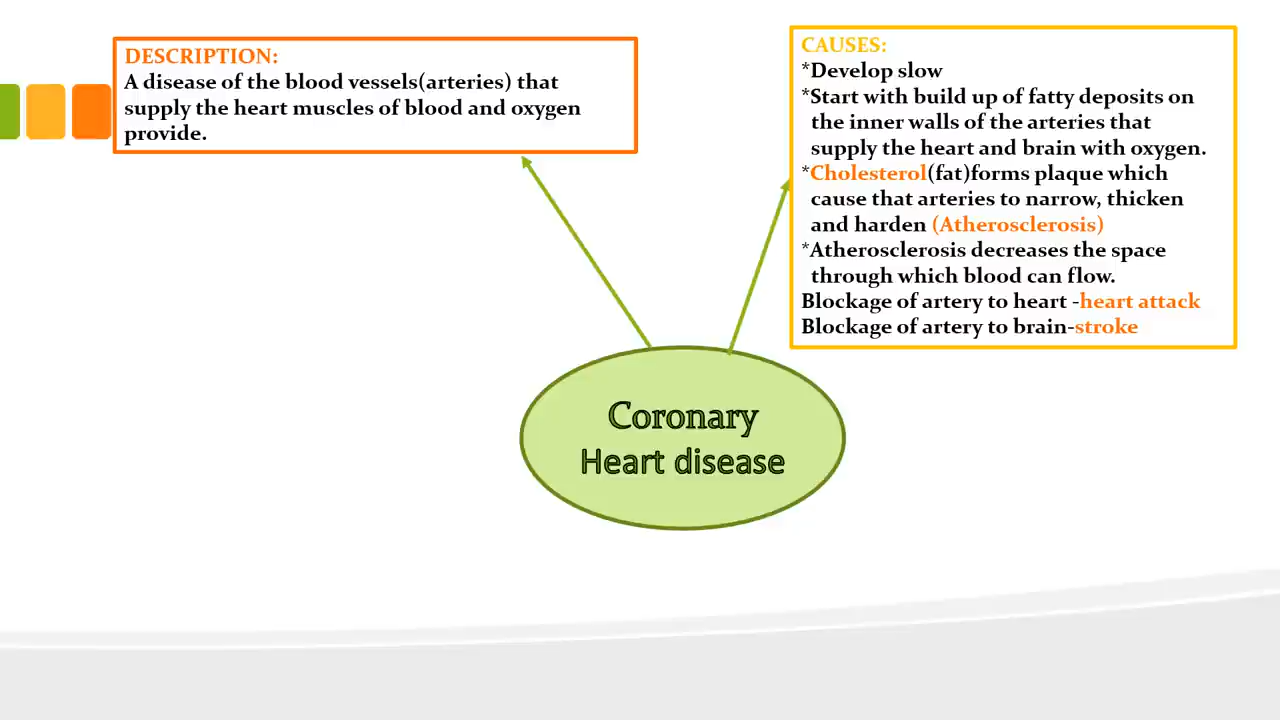 DESCRIPTION:
A disease of the blood vessels(arteries) that
supply the heart muscles of blood and oxygen
provide.
CAUSES:
*Develop slow
*Start with build up of fatty deposits on
the inner walls of the arteries that
supply the heart and brain with oxygen.
*Cholesterol(fat)forms plaque which
cause that arteries to narrow, thicken
and harden (Atherosclerosis)
*Atherosclerosis decreases the space
through which blood can flow.
Blockage of artery to heart -heart attack
Blockage of artery to brain-stroke
Coronary
Heart disease